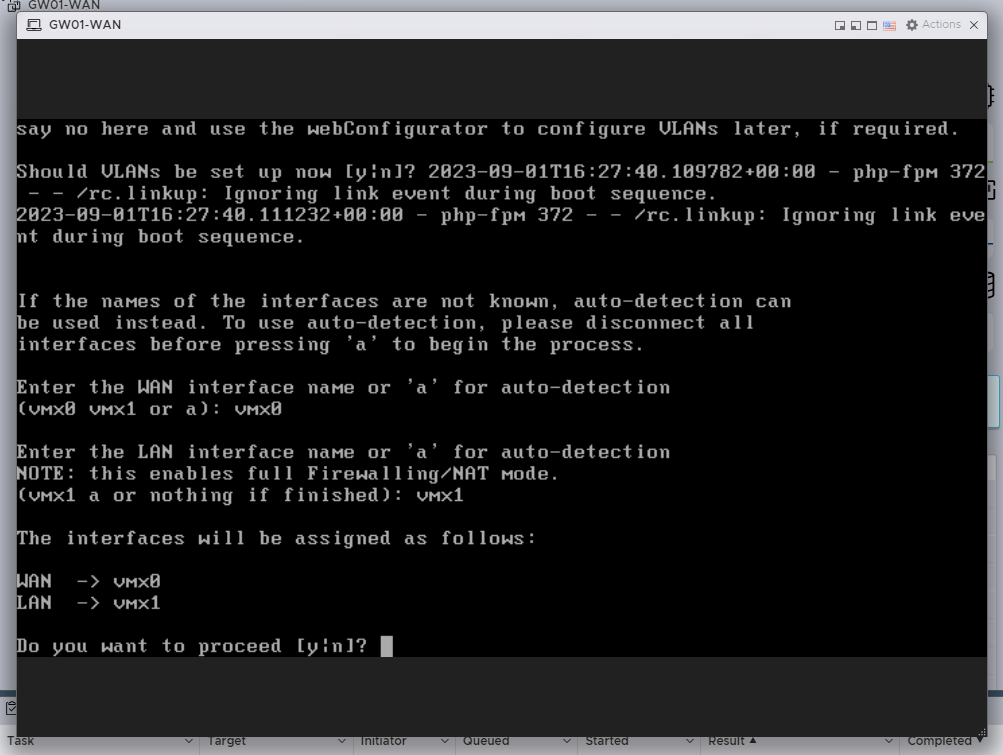 GW01-WAN
GW01-WAN Actions
say no here and use the webConfigurator to configure VLANs later, if required.
Should VLANs be set up now [y¦n]? 2023-09-01T16:27:40.109782+00:00 - php-fpm 372
- - /rc.linkup: Ignoring link event during boot sequence.
2023-09-01T16:27:40.111232+00:00 - php-fpm 372 - - /rc.linkup: Ignoring link eve
nt during boot sequence.
If the names of the interfaces are not known, auto-detection can
be used instead. To use auto-detection, please disconnect all
interfaces before pressing 'a' to begin the process.
Enter the WAN interface name or 'a' for auto-detection
(vmx0 vmx1 or a): vmx0
Enter the LAN interface name or 'a' for auto-detection
NOTE: this enables full Firewalling/NAT mode.
(vmx1 a or nothing if finished): vmx1
The interfaces will be assigned as follows:
WAN -> vmx0
LAN -> vmx1
Do you want to proceed [y¦n]?
Task Target Initiator Queued Started Result Completed